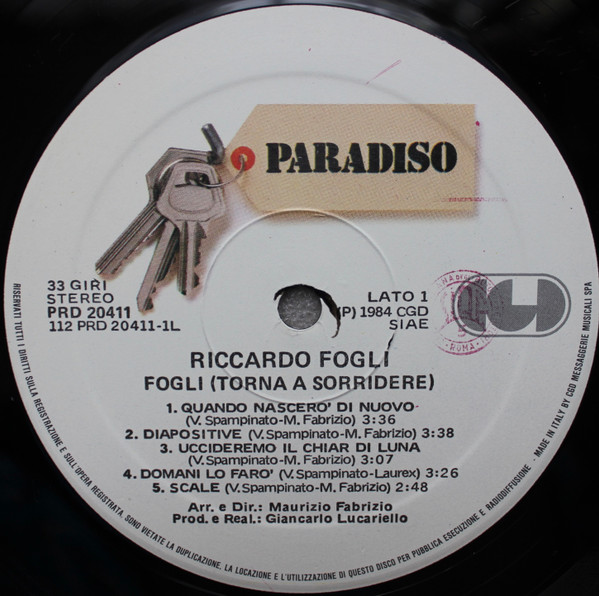 PARADISO
33 GIRI
STEREO
PRD 20411
112 PRD 20411-1L
LATO 1
(P) 1984 CGD
SIAE
RICCARDO FOGLI
FOGLI (TORNA A SORRIDERE)
1. QUANDO NASCERO' DI NUOVO
(V. Spampinato-M. Fabrizio) 3:36
2. DIAPOSITIVE (V. Spampinato-M. Fabrizio) 3:38
3. UCCIDEREMO IL CHIAR DI LUNA
(V. Spampinato-M. Fabrizio) 3:07
4. DOMANI LO FARO' (V. Spampinato-Laurex) 3:26
5. SCALE (V. Spampinato-M. Fabrizio) 2:48
Arr. e Dir.: Maurizio Fabrizio
Prod. e Real.: Giancarlo Lucariello
RISERVATI TUTTI I DIRITTI SULLA REGISTRAZIONE E SULL'OPERA REGISTRATA. SONO VIETATE LA DUPLICAZIONE, LA LOCAZIONE E L'UTILIZZAZIONE DI QUESTO DISCO PER PUBBLICA ESECUZIONE E RADIODIFFUSIONE - MADE IN ITALY BY CGD MESSAGGERIE MUSICALI SPA
CGD
ROMA